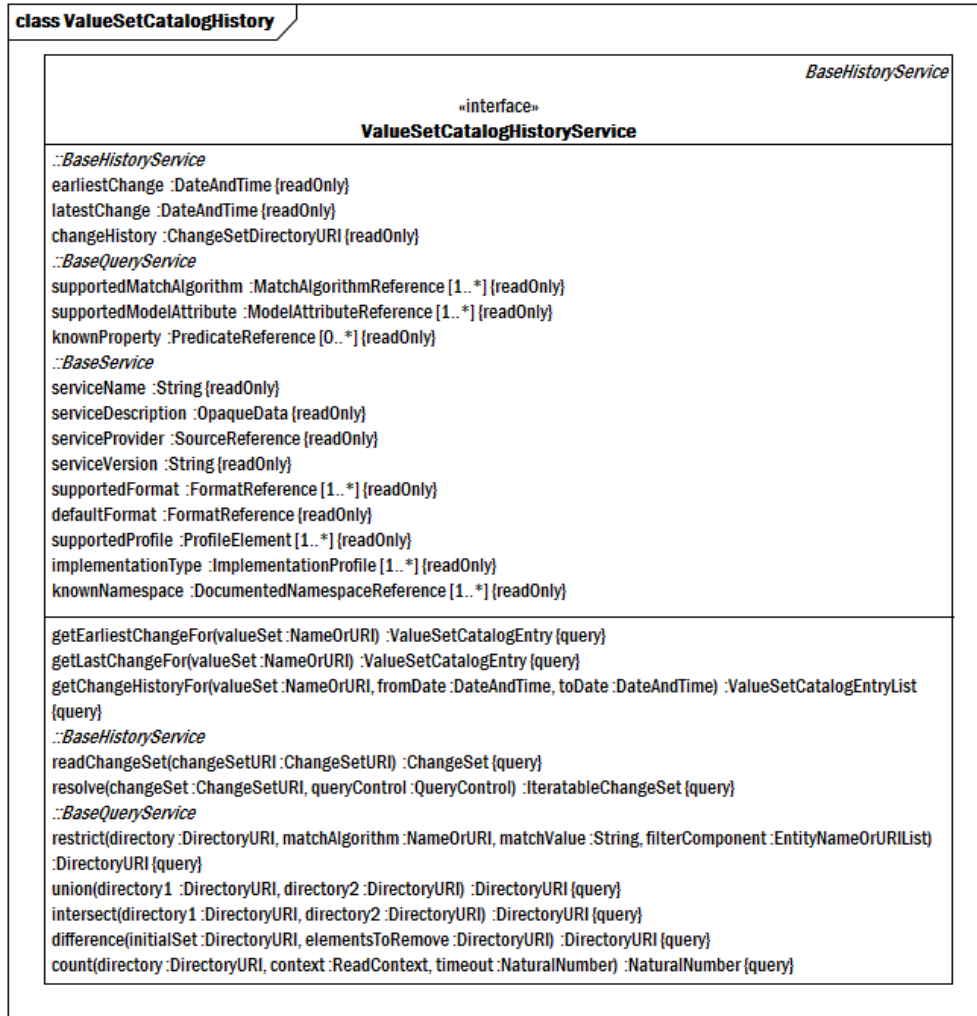 class ValueSetCatalogHistory
BaseHistoryService
«interface»
ValueSetCatalogHistoryService
::BaseHistoryService
earliestChange :DateAndTime {readOnly}
latestChange :DateAndTime {readOnly}
changeHistory :ChangeSetDirectoryURI {readOnly}
::BaseQueryService
supportedMatchAlgorithm :MatchAlgorithmReference [1..*] {readOnly}
supportedModelAttribute :ModelAttributeReference [1..*] {readOnly}
knownProperty :PredicateReference [0..*] {readOnly}
::BaseService
serviceName :String {readOnly}
serviceDescription :OpaqueData {readOnly}
serviceProvider :SourceReference {readOnly}
serviceVersion :String {readOnly}
supportedFormat :FormatReference [1..*] {readOnly}
defaultFormat :FormatReference {readOnly}
supportedProfile :ProfileElement [1..*] {readOnly}
implementationType :ImplementationProfile [1..*] {readOnly}
knownNamespace :DocumentedNamespaceReference [1..*] {readOnly}
getEarliestChangeFor(valueSet :NameOrURI) :ValueSetCatalogEntry {query}
getLastChangeFor(valueSet :NameOrURI) :ValueSetCatalogEntry {query}
getChangeHistoryFor(valueSet :NameOrURI, fromDate :DateAndTime, toDate :DateAndTime) :ValueSetCatalogEntryList
{query}
::BaseHistoryService
readChangeSet(changeSetURI :ChangeSetURI) :ChangeSet {query}
resolve(changeSet :ChangeSetURI, queryControl :QueryControl) :IteratableChangeSet {query}
::BaseQueryService
restrict(directory :DirectoryURI, matchAlgorithm :NameOrURI, matchValue :String, filterComponent :EntityNameOrURIList)
:DirectoryURI {query}
union(directory1 :DirectoryURI, directory2 :DirectoryURI) :DirectoryURI {query}
intersect(directory1 :DirectoryURI, directory2 :DirectoryURI) :DirectoryURI {query}
difference(initialSet :DirectoryURI, elementsToRemove :DirectoryURI) :DirectoryURI {query}
count(directory :DirectoryURI, context :ReadContext, timeout :NaturalNumber) :NaturalNumber {query}